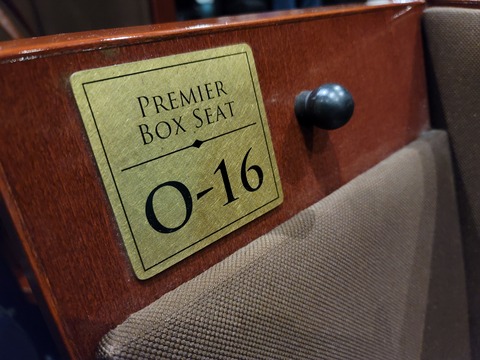 PREMIER
BOX SEAT
O-16